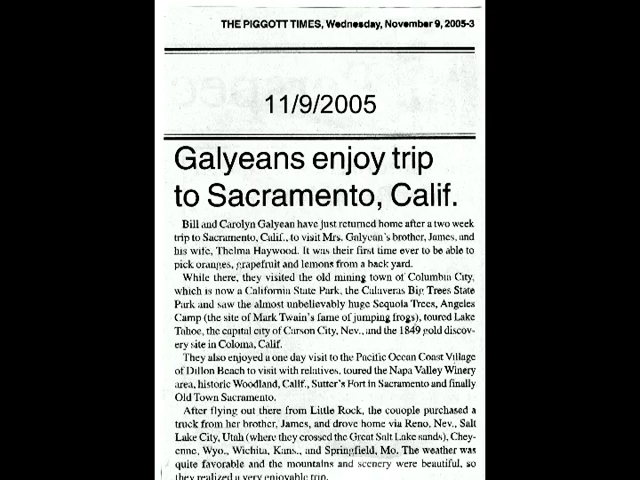 THE PIGGOTT TIMES, Wednesday, November 9, 2005-3
11/9/2005
Galyeans enjoy trip
to Sacramento, Calif.
Bill and Carolyn Galyean have just returned home after a two week
trip to Sacramento, Calif., to visit Mrs. Galyean's brother, James, and
his wife, Thelma Haywood. It was their first time ever to be able to
pick oranges, grapefruit and lemons from a back yard.
While there, they visited the old mining town of Columbia City,
which is now a California State Park, the Calaveras Big Trees State
Park and saw the almost unbelievably huge Sequoia Trees, Angeles
Camp (the site of Mark Twain's fame of jumping frogs), toured Lake
Tahoe, the capital city of Carson City, Nev., and the 1849 gold discov-
ery site in Coloma, Calif.
They also enjoyed a one day visit to the Pacific Ocean Coast Village
of Dillon Beach to visit with relatives, toured the Napa Valley Winery
area, historic Woodland, Calif., Sutter's Fort in Sacramento and finally
Old Town Sacramento.
After flying out there from Little Rock, the couple purchased a
truck from her brother, James, and drove home via Reno, Nev., Salt
Lake City, Utah (where they crossed the Great Salt Lake sands), Chey-
enne, Wyo., Wichita, Kans., and Springfield, Mo. The weather was
quite favorable and the mountains and scenery were beautiful, so
they realized a very enjoyable trip.